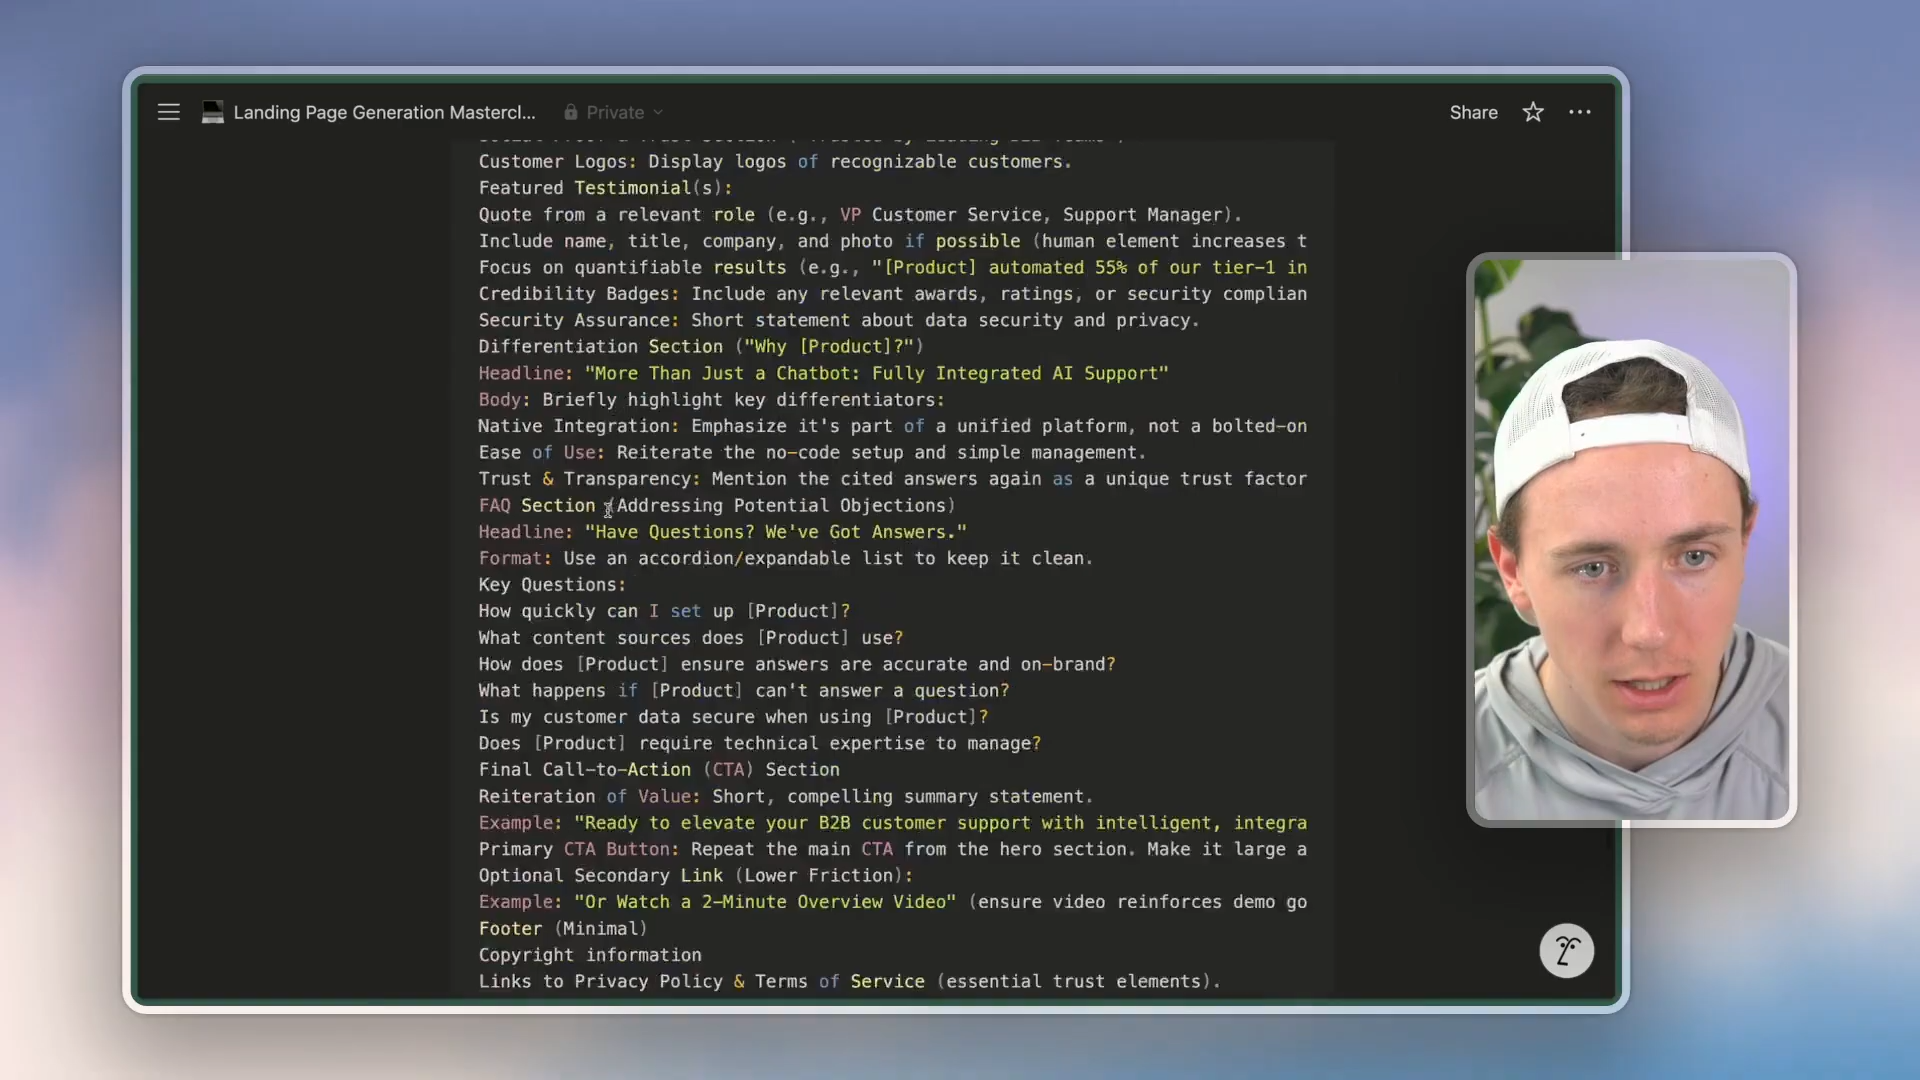 Landing Page Generation Mastercl...
Private
Share
Customer Logos: Display logos of recognizable customers.
Featured Testimonial(s):
Quote from a relevant role (e.g., VP Customer Service, Support Manager).
Include name, title, company, and photo if possible (human element increases t
Focus on quantifiable results (e.g., "[Product] automated 55% of our tier-1 in
Credibility Badges: Include any relevant awards, ratings, or security complian
Security Assurance: Short statement about data security and privacy.
Differentiation Section ("Why [Product]?")
Headline: "More Than Just a Chatbot: Fully Integrated AI Support"
Body: Briefly highlight key differentiators:
Native Integration: Emphasize it's part of a unified platform, not a bolted-on
Ease of Use: Reiterate the no-code setup and simple management.
Trust & Transparency: Mention the cited answers again as a unique trust factor
FAQ Section (Addressing Potential Objections)
Headline: "Have Questions? We've Got Answers."
Format: Use an accordion/expandable list to keep it clean.
Key Questions:
How quickly can I set up [Product]?
What content sources does [Product] use?
How does [Product] ensure answers are accurate and on-brand?
What happens if [Product] can't answer a question?
Is my customer data secure when using [Product]?
Does [Product] require technical expertise to manage?
Final Call-to-Action (CTA) Section
Reiteration of Value: Short, compelling summary statement.
Example: "Ready to elevate your B2B customer support with intelligent, integra
Primary CTA Button: Repeat the main CTA from the hero section. Make it large a
Optional Secondary Link (Lower Friction):
Example: "Or Watch a 2-Minute Overview Video" (ensure video reinforces demo go
Footer (Minimal)
Copyright information
Links to Privacy Policy & Terms of Service (essential trust elements).